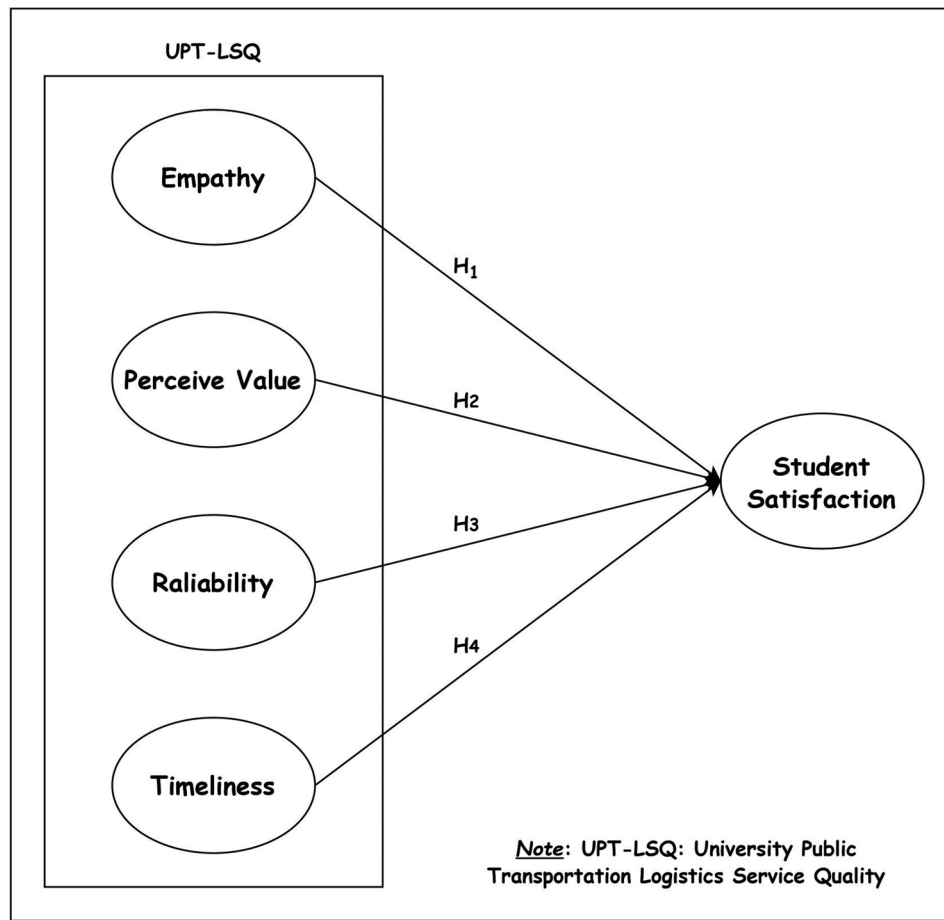 UPT-LSQ
Empathy
H1
Perceive Value
H2
Student
Satisfaction
Raliability
H3
H4
Timeliness
Note: UPT-LSQ: University Public
Transportation Logistics Service Quality